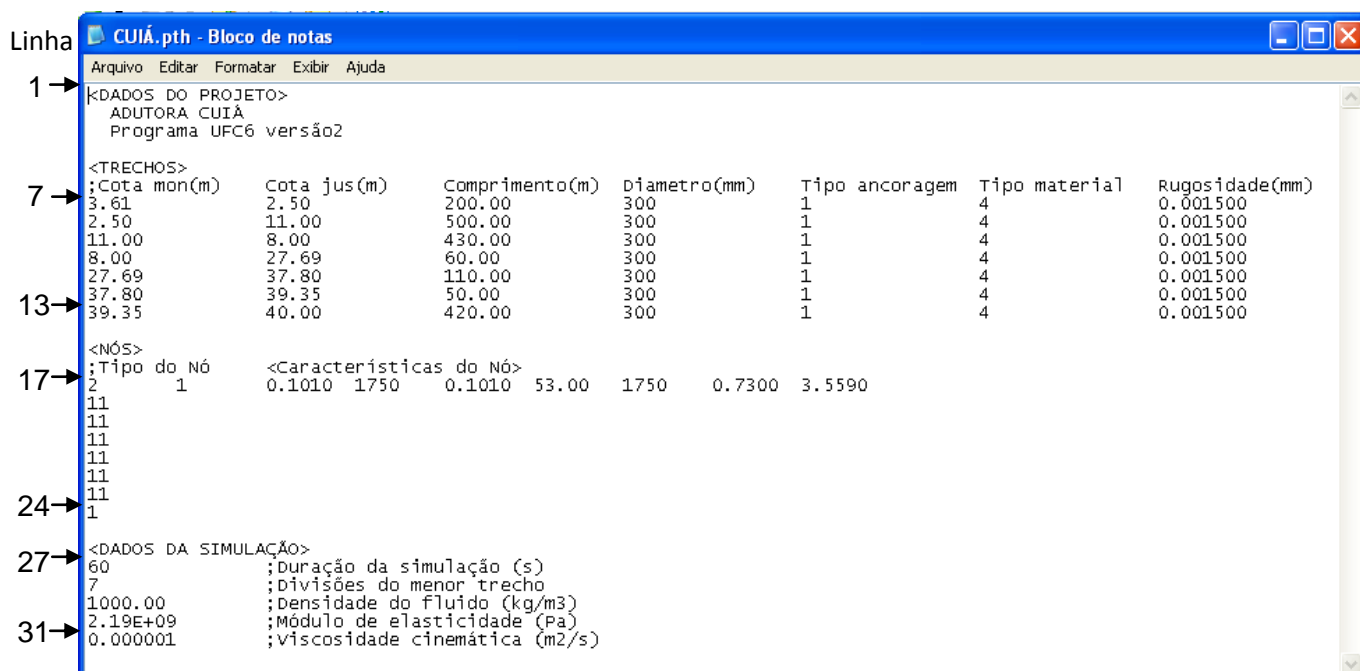 Linha
CUIÁ.pth - Bloco de notas
Arquivo Editar Formatar Exibir Ajuda
1
<DADOS DO PROJETO>
ADUTORA CUIÁ
Programa UFC6 versão2
<TRECHOS>
;Cota mon(m) Cota jus(m) Comprimento(m) Diametro(mm) Tipo ancoragem Tipo material Rugosidade(mm)
7 3.61 2.50 200.00 300 1 4 0.001500
2.50 11.00 500.00 300 1 4 0.001500
11.00 8.00 430.00 300 1 4 0.001500
8.00 27.69 60.00 300 1 4 0.001500
27.69 37.80 110.00 300 1 4 0.001500
37.80 39.35 50.00 300 1 4 0.001500
13 39.35 40.00 420.00 300 1 4 0.001500
<NÓS>
;Tipo do Nó <Características do Nó>
17 2 1 0.1010 1750 0.1010 53.00 1750 0.7300 3.5590
11
11
11
11
11
11
24 1
<DADOS DA SIMULAÇÃO>
27 60 ;Duração da simulação (s)
7 ;Divisões do menor trecho
1000.00 ;Densidade do fluido (kg/m3)
2.19E+09 ;Módulo de elasticidade (Pa)
31 0.000001 ;Viscosidade cinemática (m2/s)